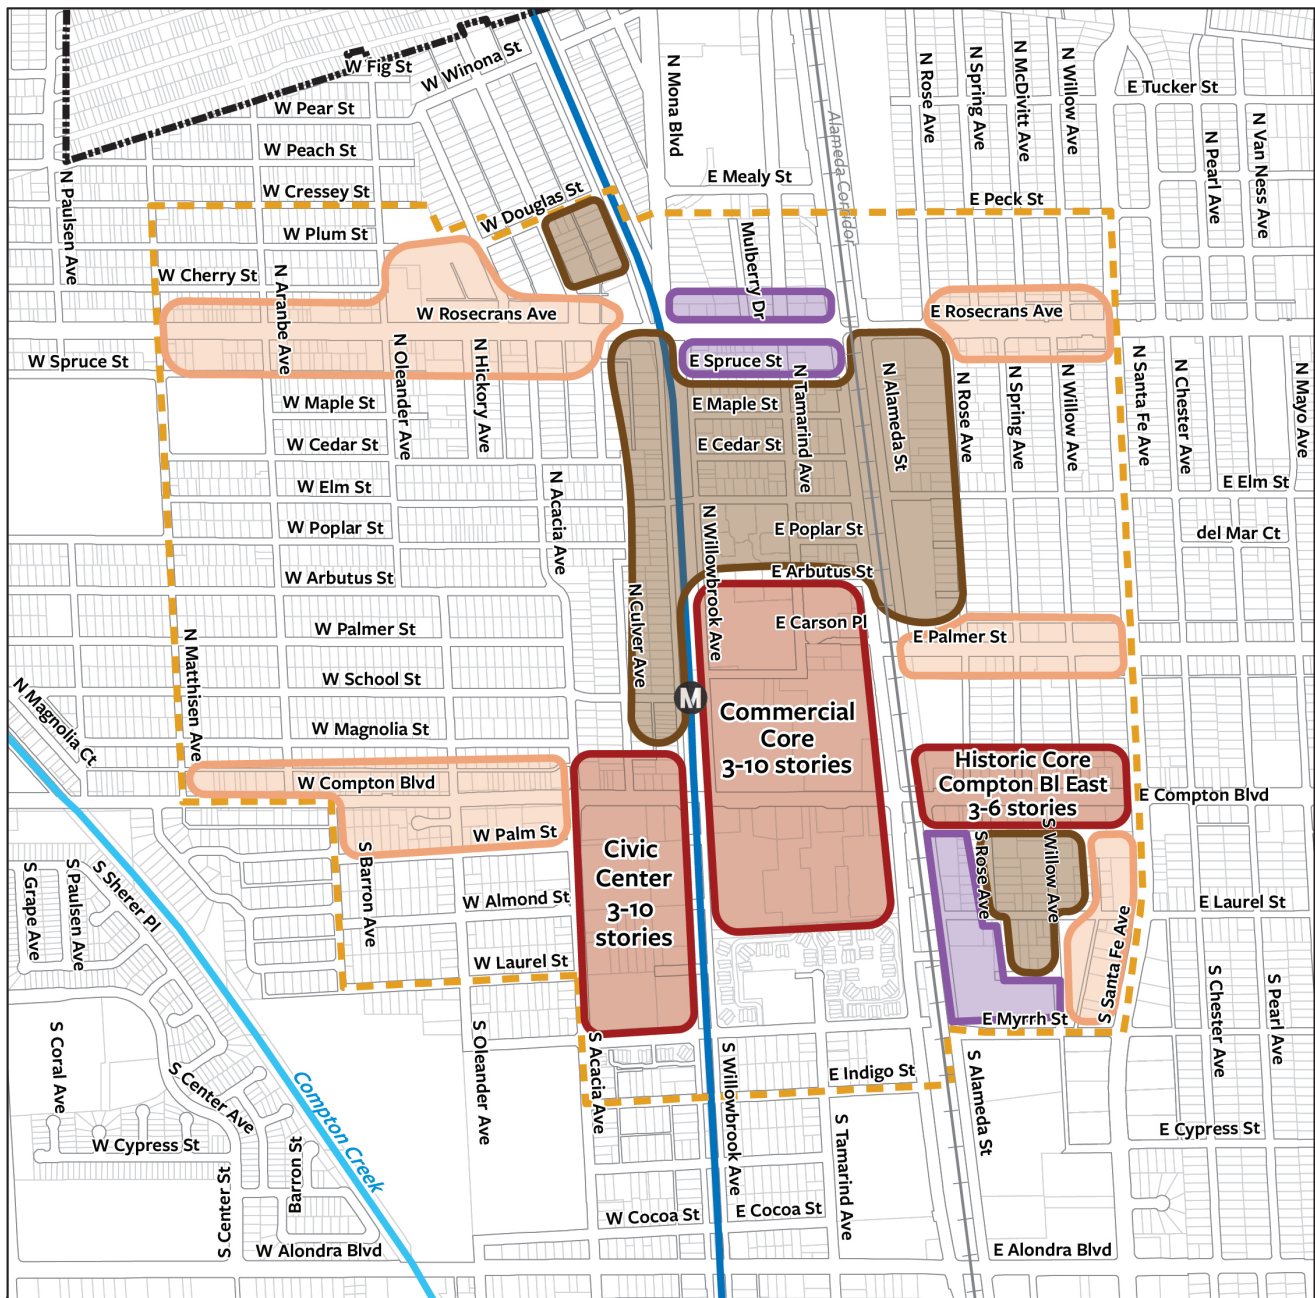 W Fig St
W Winona St
W Pear St
W Peach St
W Cressey St
W Douglas St
W Plum St
W Cherry St
N Paulsen Ave
N Mona Blvd
E Mealy St
Alameda Corridor
N Rose Ave
N Spring Ave
N McDivitt Ave
N Willow Ave
E Tucker St
N Pearl Ave
N Van Ness Ave
E Peck St
Mulberry Dr
N Aranbe Ave
W Rosecrans Ave
E Rosecrans Ave
W Spruce St
N Oleander Ave
N Hickory Ave
E Spruce St
N Tamarind Ave
N Alameda St
N Rose Ave
N Spring Ave
N Willow Ave
N Santa Fe Ave
N Chester Ave
N Mayo Ave
W Maple St
E Maple St
W Cedar St
E Cedar St
W Elm St
E Elm St
N Acacia Ave
W Poplar St
E Poplar St
del Mar Ct
N Willowbrook Ave
W Arbutus St
E Arbutus St
N Culver Ave
W Palmer St
E Carson Pl
E Palmer St
N Matthisen Ave
W School St
N Magnolia Ct
M
W Magnolia St
Commercial
Core
3-10 stories
Historic Core
Compton Bl East
3-6 stories
W Compton Blvd
E Compton Blvd
W Palm St
S Barron Ave
S Grape Ave
S Paulsen Ave
S Sherer Pl
Civic
Center
3-10
stories
S Rose Ave
S Willow Ave
W Almond St
E Laurel St
S Santa Fe Ave
W Laurel St
S Chester Ave
S Pearl Ave
E Myrrh St
S Coral Ave
S Oleander Ave
S Acacia Ave
S Willowbrook Ave
E Indigo St
S Alameda St
S Center Ave
Compton Creek
S Tamarind Ave
W Cypress St
E Cypress St
S Center St
Barron St
W Cocoa St
E Cocoa St
W Alondra Blvd
E Alondra Blvd